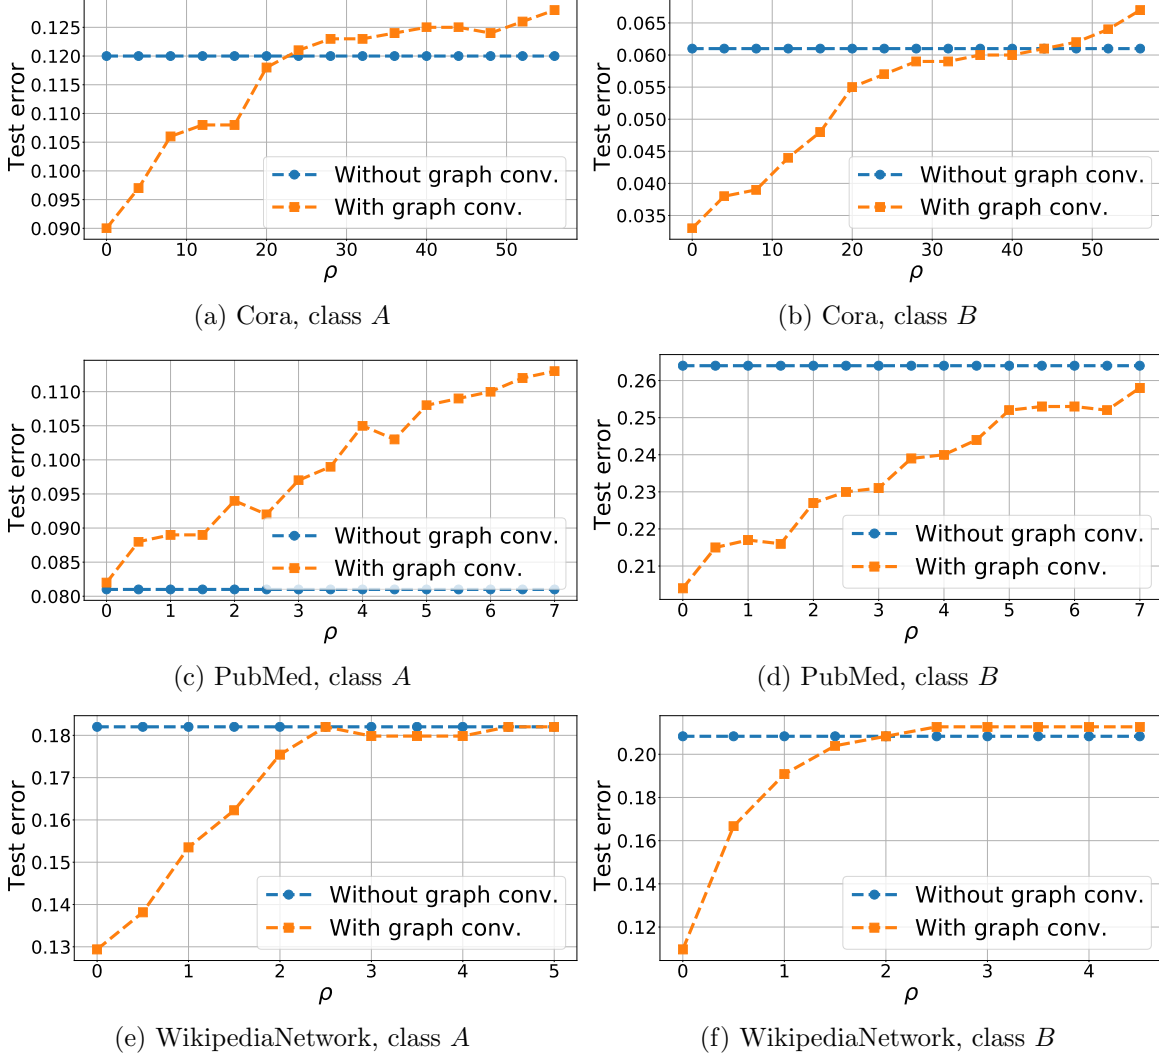 0.125
0.120
0.115
0.110
0.105
0.100
0.095
0.090
Test error
Without graph conv.
With graph conv.
0 10 20 30 40 50
ρ
(a) Cora, class A
0.065
0.060
0.055
0.050
0.045
0.040
0.035
Test error
Without graph conv.
With graph conv.
0 10 20 30 40 50
ρ
(b) Cora, class B
0.110
0.105
0.100
0.095
0.090
0.085
0.080
Test error
Without graph conv.
With graph conv.
0 1 2 3 4 5 6 7
ρ
(c) PubMed, class A
0.26
0.25
0.24
0.23
0.22
0.21
Test error
Without graph conv.
With graph conv.
0 1 2 3 4 5 6 7
ρ
(d) PubMed, class B
0.18
0.17
0.16
0.15
0.14
0.13
Test error
Without graph conv.
With graph conv.
0 1 2 3 4 5
ρ
(e) WikipediaNetwork, class A
0.20
0.18
0.16
0.14
0.12
Test error
Without graph conv.
With graph conv.
0 1 2 3 4
ρ
(f) WikipediaNetwork, class B